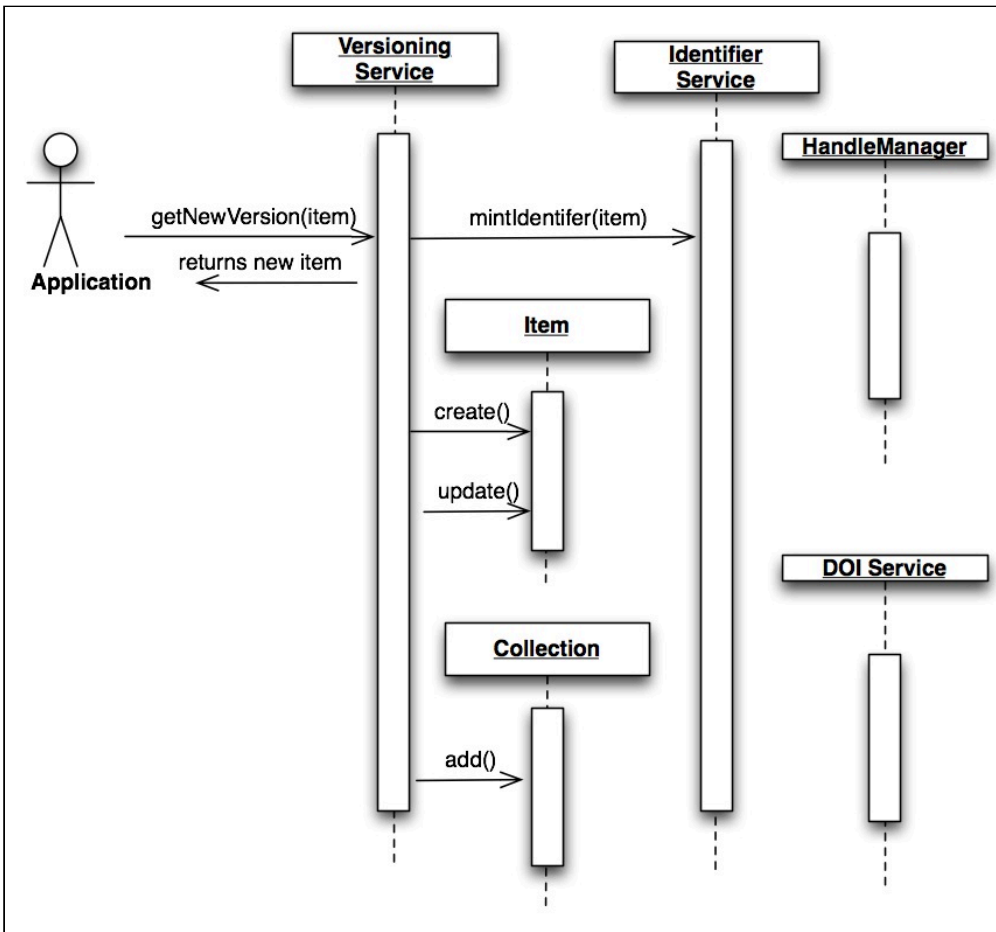 Versioning
Service
Identifier
Service
HandleManager
getNewVersion(item)
mintIdentifer(item)
returns new item
Application
Item
create()
update()
DOI Service
Collection
add()